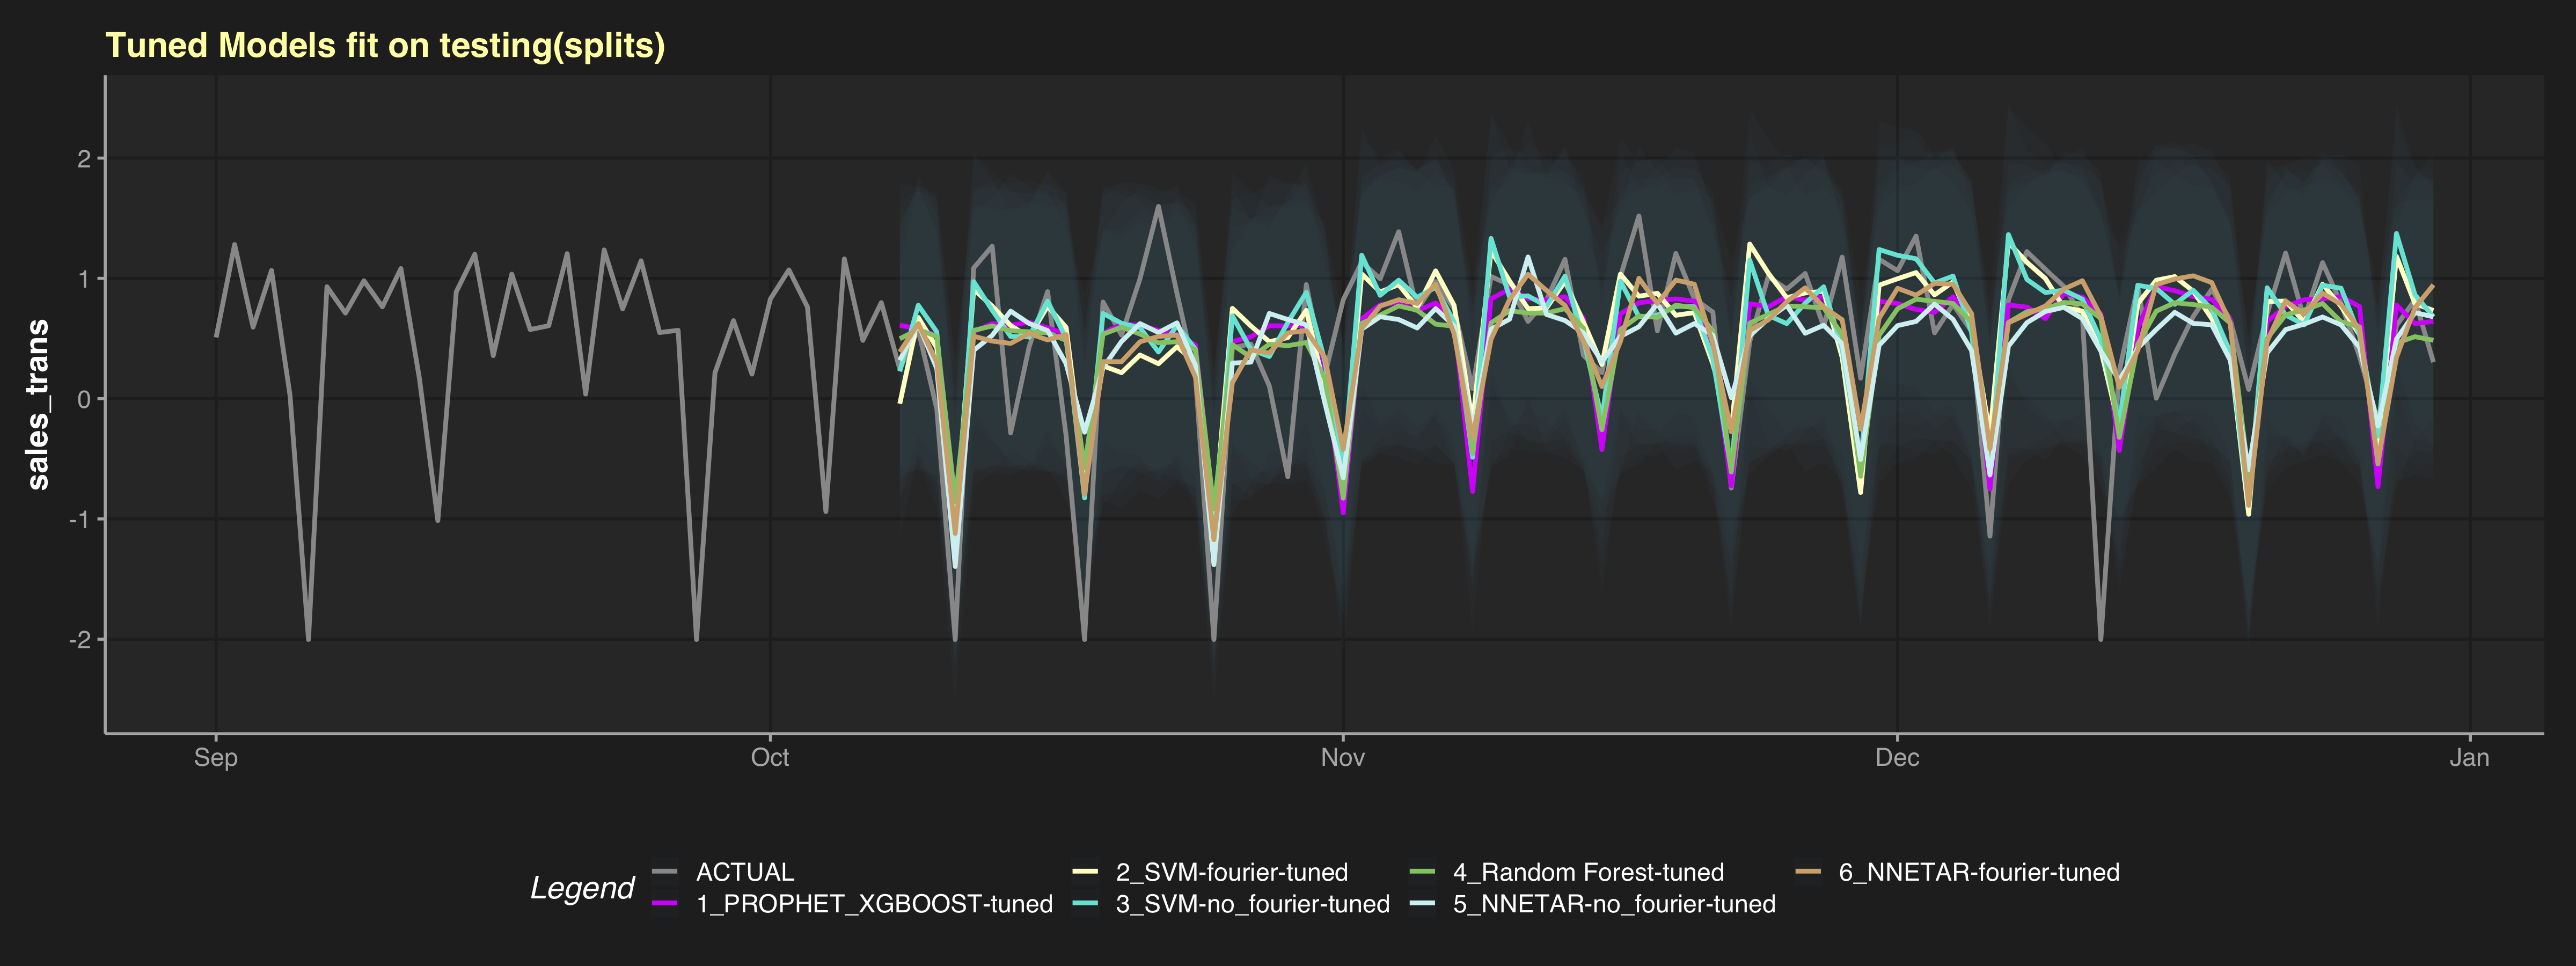 Tuned Models fit on testing(splits)
sales_trans
2
1
0
-1
-2
Sep Oct Nov Dec Jan
Legend
ACTUAL 2_SVM-fourier-tuned 4_Random Forest-tuned 6_NNETAR-fourier-tuned
1_PROPHET_XGBOOST-tuned 3_SVM-no_fourier-tuned 5_NNETAR-no_fourier-tuned